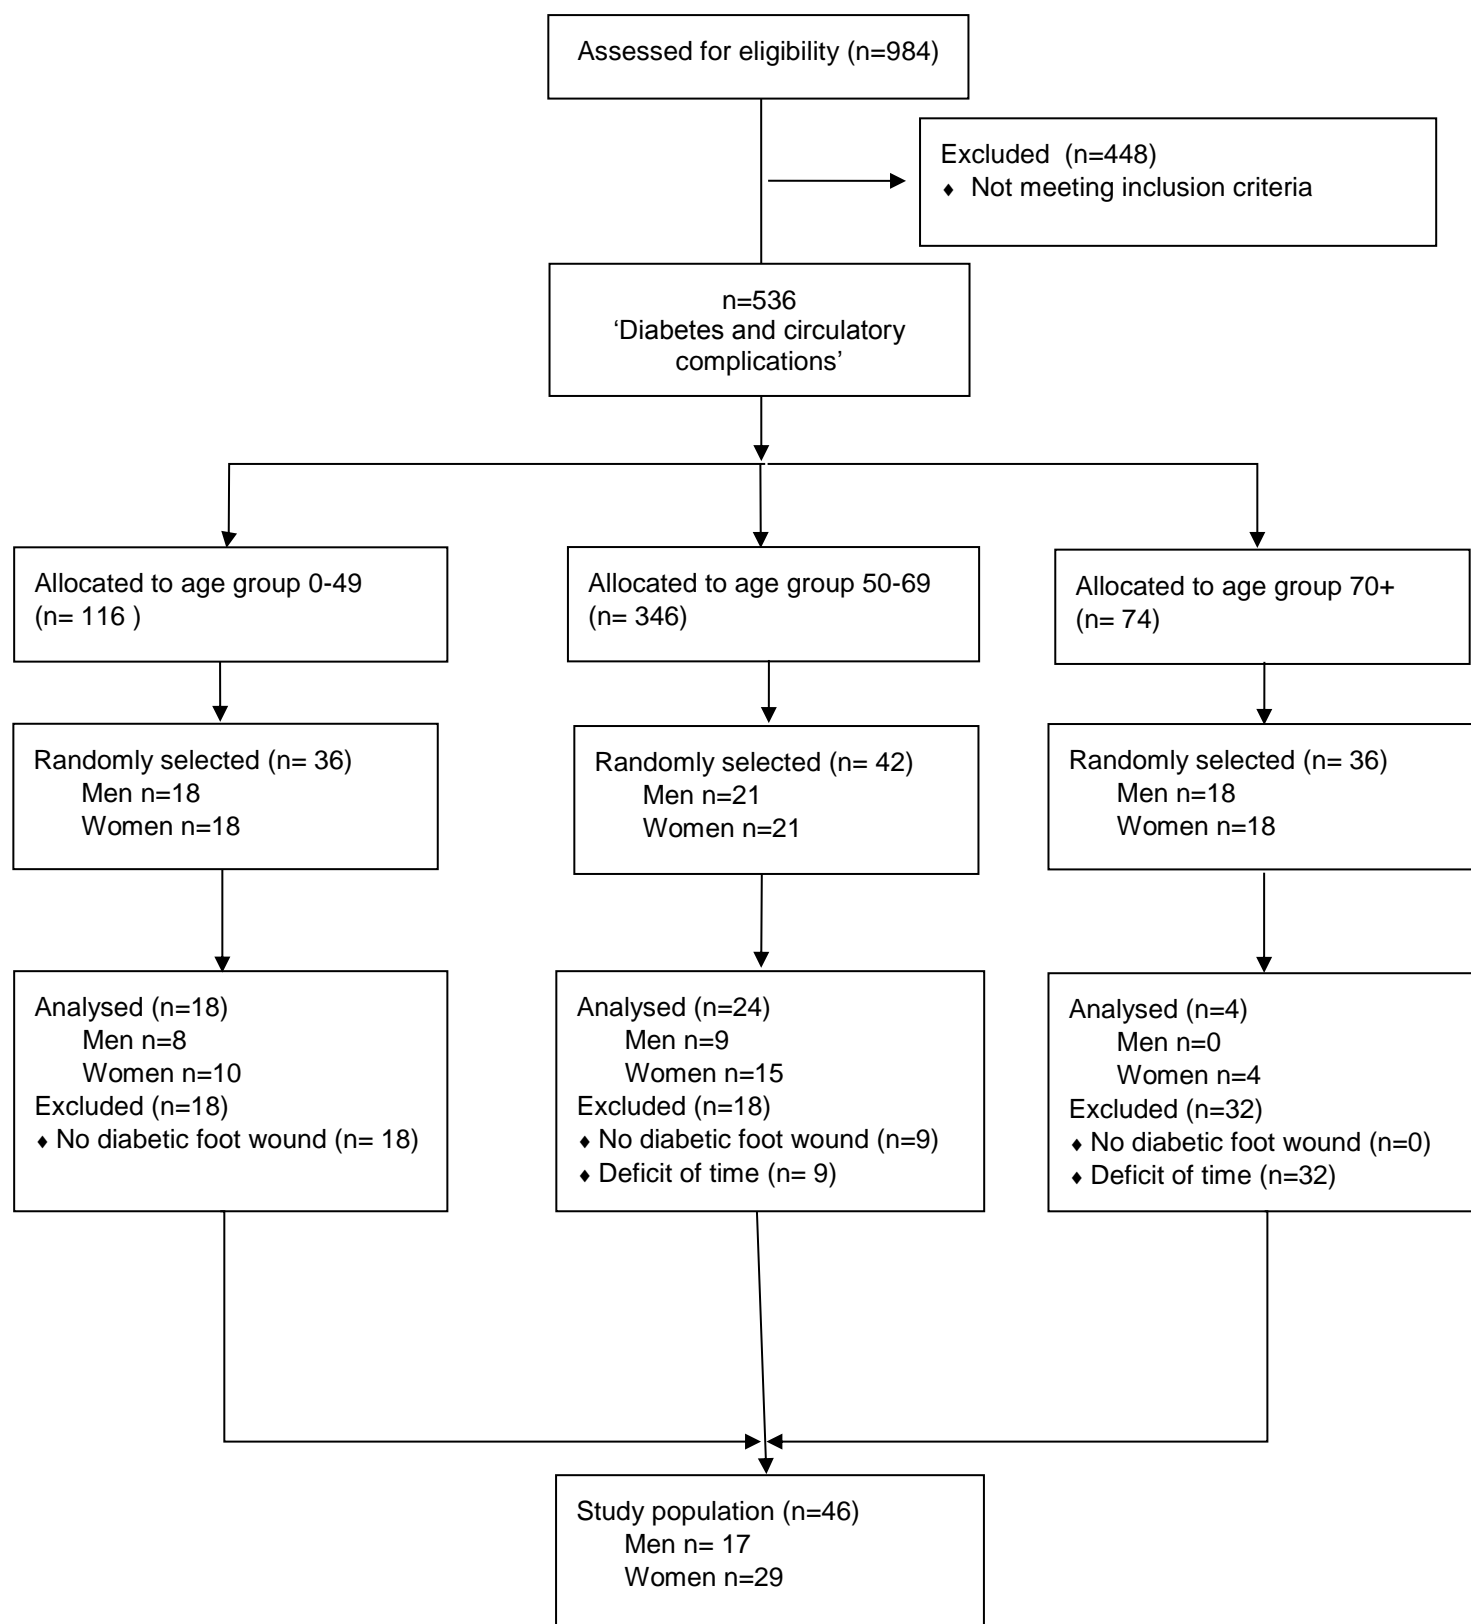 Assessed for eligibility (n=984)
Excluded  (n=448)
♦ Not meeting inclusion criteria
n=536
‘Diabetes and circulatory
complications’
Allocated to age group 0-49
(n= 116 )
Allocated to age group 50-69
(n= 346)
Allocated to age group 70+
(n= 74)
Randomly selected (n= 36)
Men n=18
Women n=18
Randomly selected (n= 42)
Men n=21
Women n=21
Randomly selected (n= 36)
Men n=18
Women n=18
Analysed (n=18)
Men n=8
Women n=10
Excluded (n=18)
♦ No diabetic foot wound (n= 18)
Analysed (n=24)
Men n=9
Women n=15
Excluded (n=18)
♦ No diabetic foot wound (n=9)
♦ Deficit of time (n= 9)
Analysed (n=4)
Men n=0
Women n=4
Excluded (n=32)
♦ No diabetic foot wound (n=0)
♦ Deficit of time (n=32)
Study population (n=46)
Men n= 17
Women n=29